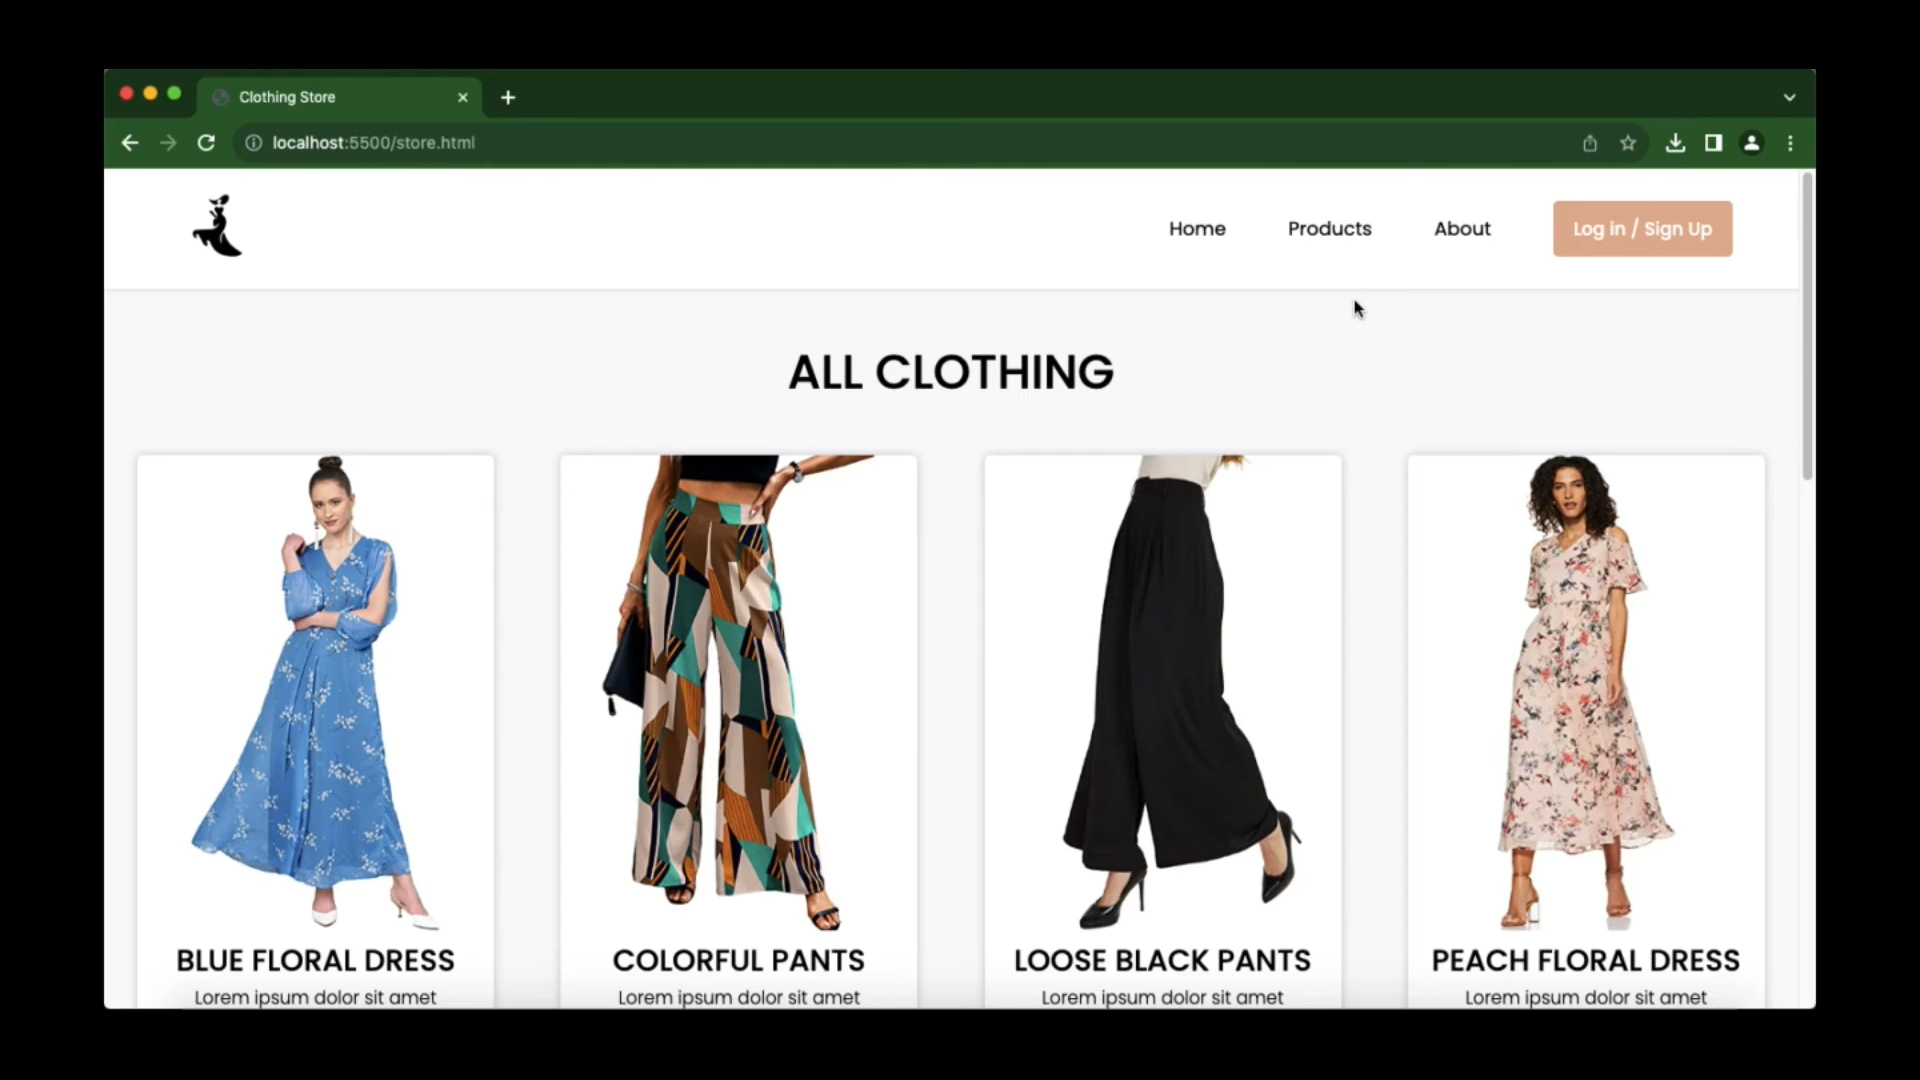 Clothing Store
localhost:5500/store.html
Home Products About Log in / Sign Up
ALL CLOTHING
BLUE FLORAL DRESS
Lorem ipsum dolor sit amet
COLORFUL PANTS
Lorem ipsum dolor sit amet
LOOSE BLACK PANTS
Lorem ipsum dolor sit amet
PEACH FLORAL DRESS
Lorem ipsum dolor sit amet